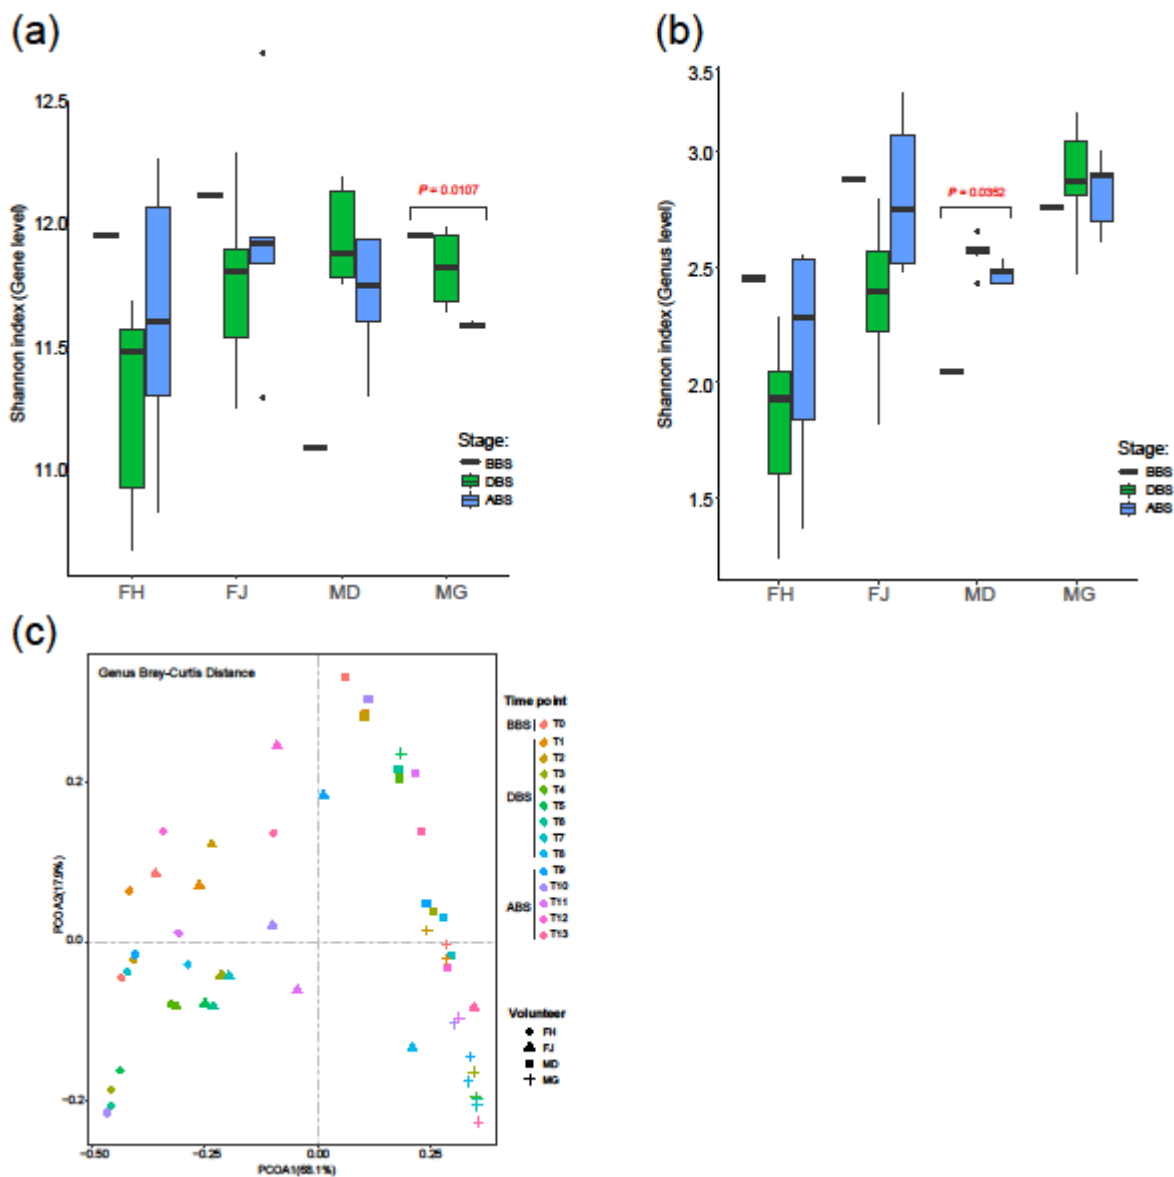 (a)
Shannon index (Gene level)
12.5
12.0
11.5
11.0
P = 0.0107
Stage:
BBS
DBS
ABS
FH FJ MD MG
(b)
Shannon index (Genus level)
3.5
3.0
2.5
2.0
1.5
P = 0.0352
Stage:
BBS
DBS
ABS
FH FJ MD MG
(c)
Genus Bray-Curtis Distance
PCOA2(17.9%)
0.2
0.0
−0.2
−0.50 −0.25 0.00 0.25
PCOA1(68.1%)
Time point
BBS T0
T1
T2
T3
T4
DBS T5
T6
T7
T8
T9
T10
ABS T11
T12
T13
Volunteer
FH
FJ
MD
MG